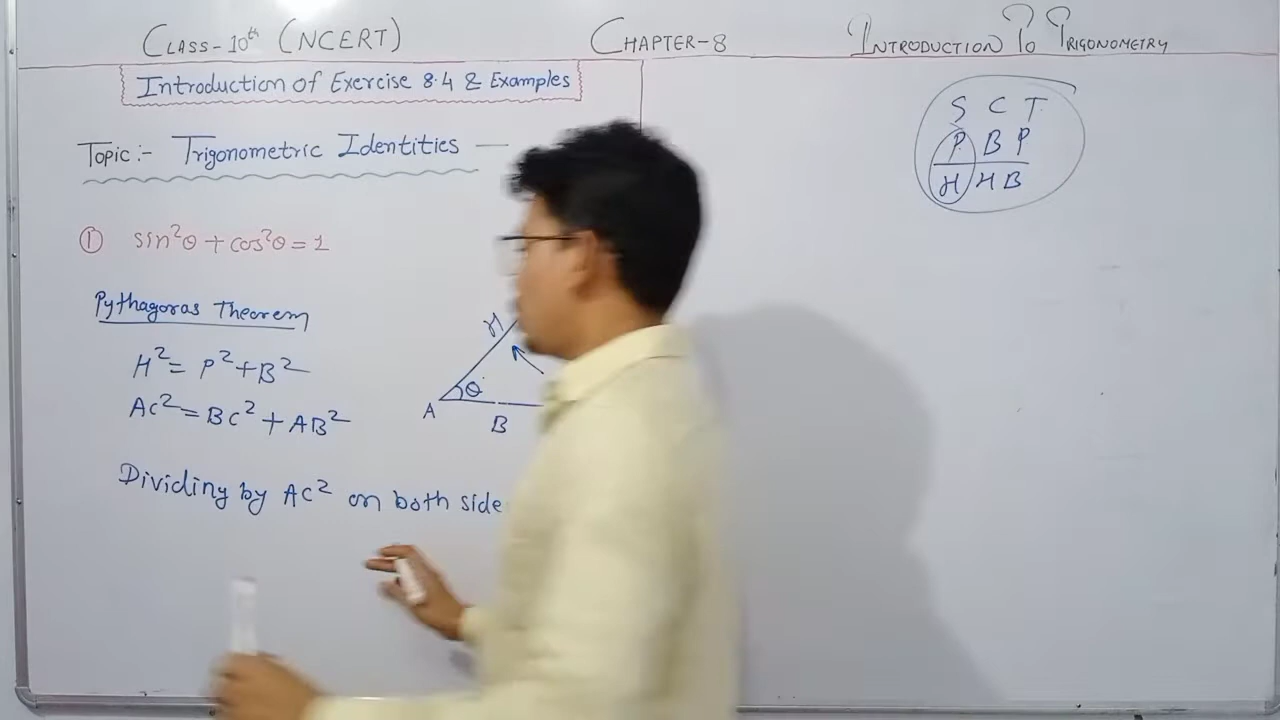 CLASS-10th (NCERT) CHAPTER-8 INTRODUCTION TO TRIGONOMETRY
Introduction of Exercise 8.4 & Examples
S C T
Topic:- Trigonometric Identities —
P B P
H H B
① sin²θ + cos²θ = 1
Pythagoras Theorem
H
H² = P² + B²
θ
AC² = BC² + AB²
A
B
Dividing by AC² on both side